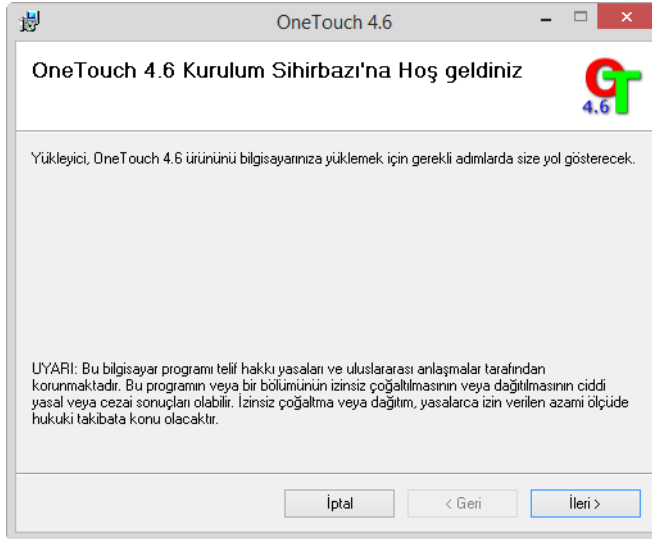 OneTouch 4.6
OneTouch 4.6 Kurulum Sihirbazı'na Hoş geldiniz
OT
4.6
Yükleyici, OneTouch 4.6 ürününü bilgisayarınıza yüklemek için gerekli adımlarda size yol gösterecek.
UYARI: Bu bilgisayar programı telif hakkı yasaları ve uluslararası anlaşmalar tarafından
korunmaktadır. Bu programın veya bir bölümünün izinsiz çoğaltılmasının veya dağıtılmasının ciddi
yasal veya cezai sonuçları olabilir. İzinsiz çoğaltma veya dağıtım, yasalarca izin verilen azami ölçüde
hukuki takibata konu olacaktır.
İptal
< Geri
İleri >